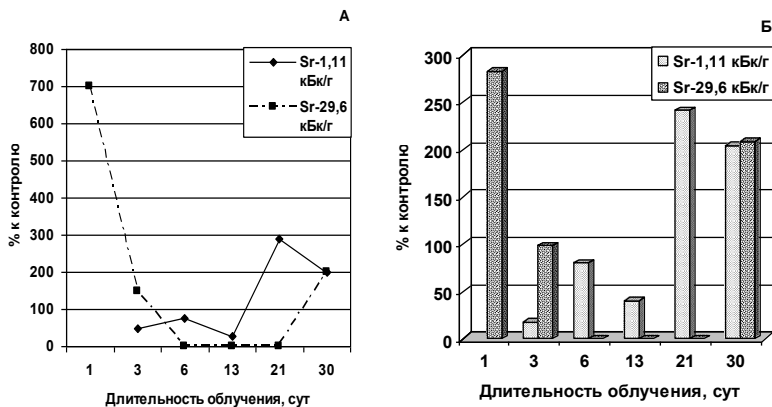 А
800
700
600
500
400
300
200
100
0
% к контролю
Sr-1,11
кБк/г
Sr-29,6
кБк/г
1 3 6 13 21 30
Длительность облучения, сут
Б
300
250
200
150
100
50
0
% к контролю
Sr-1,11 кБк/г
Sr-29,6 кБк/г
1 3 6 13 21 30
Длительность облучения, сут